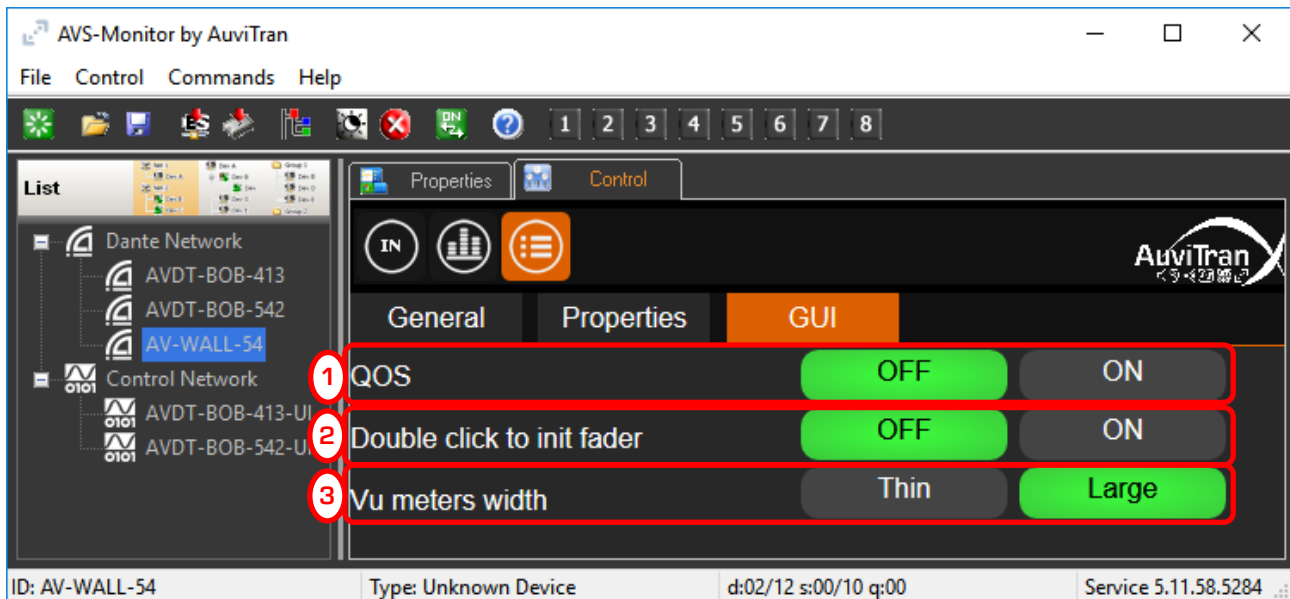 AVS-Monitor by AuviTran
File Control Commands Help
1 2 3 4 5 6 7 8
List
Properties Control
Dante Network
AVDT-BOB-413
AVDT-BOB-542
AV-WALL-54
Control Network
AVDT-BOB-413-UI
AVDT-BOB-542-U
IN
AuviTran
General Properties GUI
1 QOS OFF ON
2 Double click to init fader OFF ON
3 Vu meters width Thin Large
ID: AV-WALL-54 Type: Unknown Device d:02/12 s:00/10 q:00 Service 5.11.58.5284